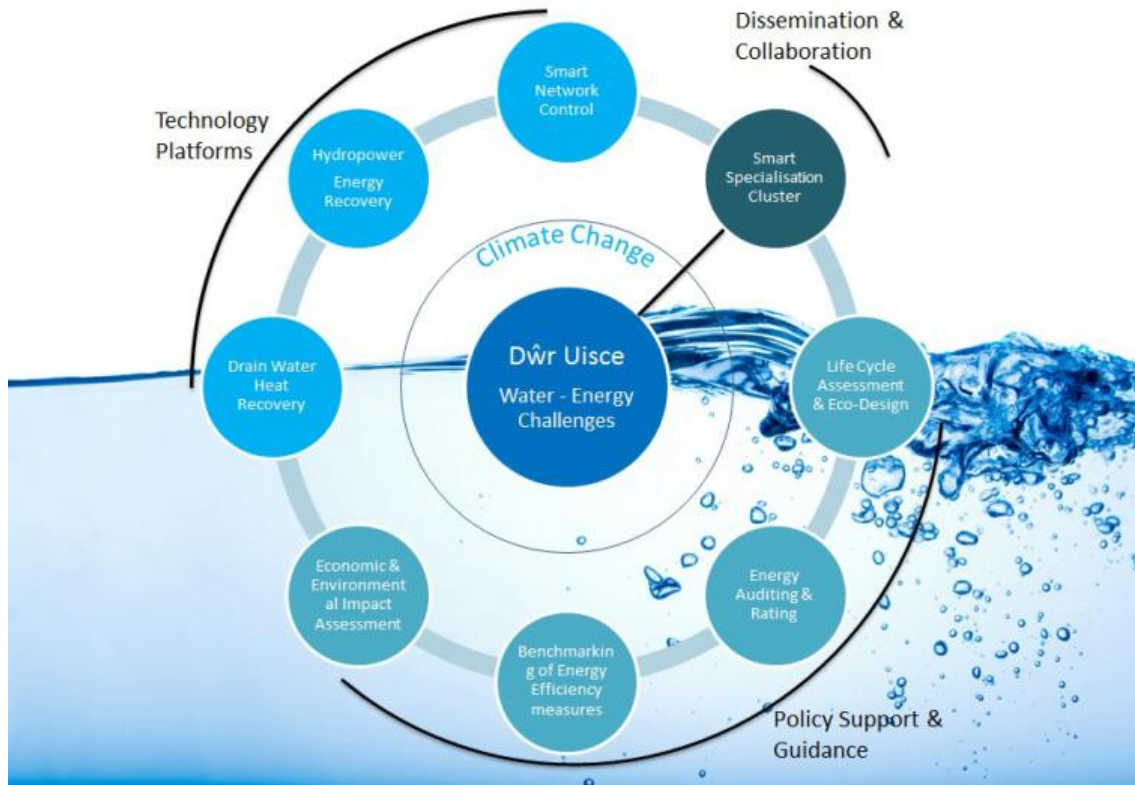 Dissemination &
Collaboration
Smart
Network
Control
Technology
Platforms
Hydropower
Energy
Recovery
Smart
Specialisation
Cluster
Climate Change
Drain Water
Heat
Recovery
Dŵr Uisce
Water - Energy
Challenges
Life Cycle
Assessment
& Eco-Design
Economic &
Environment
al Impact
Assessment
Energy
Auditing &
Rating
Benchmarkin
g of Energy
Efficiency
measures
Policy Support &
Guidance